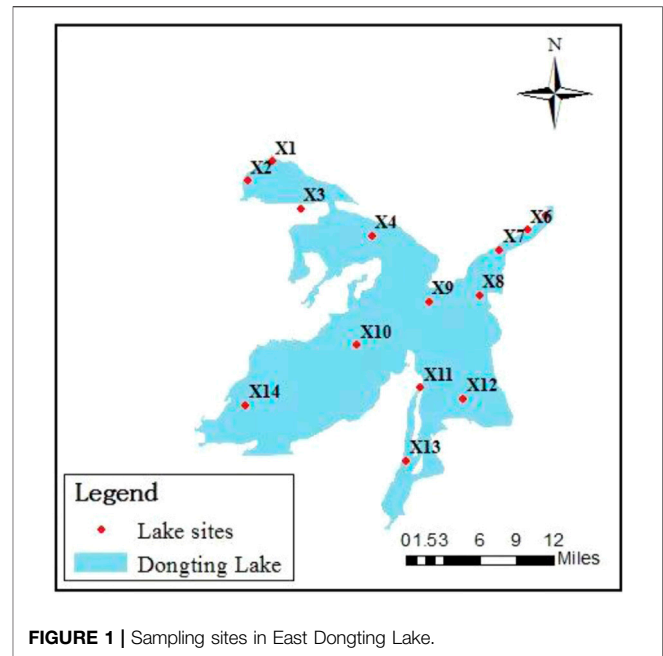 N
X1
X2
X3
X4
X6
X7
X8
X9
X10
X11
X12
X14
X13
Legend
Lake sites
Dongting Lake
01.53 6 9 12
Miles
FIGURE 1 | Sampling sites in East Dongting Lake.